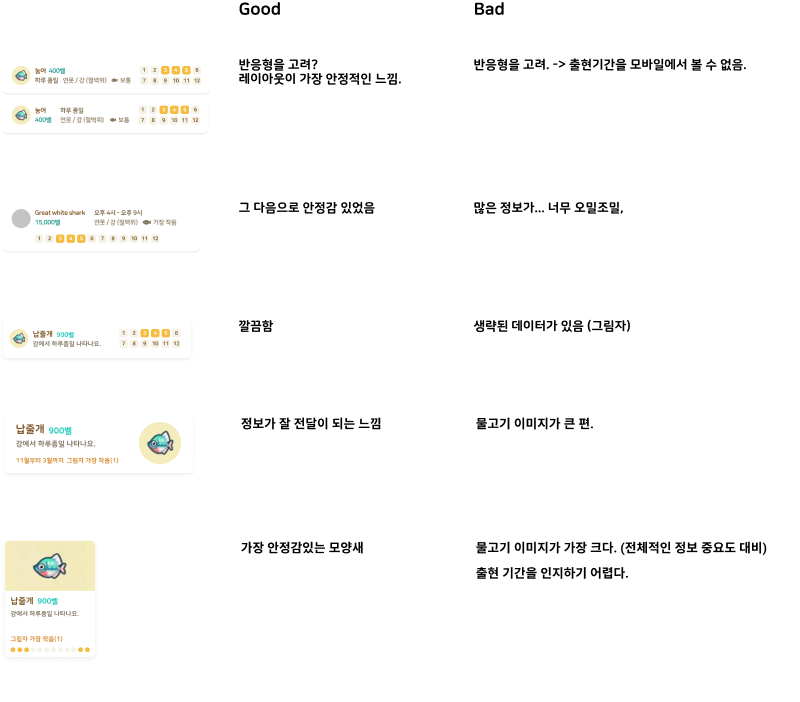 Good
Bad
농어 400벨
하루 종일 연못 / 강 (절벽위) 보통
1 2 3 4 5 6
7 8 9 10 11 12
반응형을 고려?
레이아웃이 가장 안정적인 느낌.
반응형을 고려. -> 출현기간을 모바일에서 볼 수 없음.
농어 하루 종일
400벨 연못 / 강 (절벽위) 보통
1 2 3 4 5 6
7 8 9 10 11 12
Great white shark 오후 4시 - 오후 9시
15,000벨 연못 / 강 (절벽위) 가장 작음
1 2 3 4 5 6 7 8 9 10 11 12
그 다음으로 안정감 있었음
많은 정보가... 너무 오밀조밀,
납줄개 900벨
강에서 하루종일 나타나요.
1 2 3 4 5 6
7 8 9 10 11 12
깔끔함
생략된 데이터가 있음 (그림자)
납줄개 900벨
강에서 하루종일 나타나요.
11월부터 3월까지 그림자 가장 작음(1)
정보가 잘 전달이 되는 느낌
물고기 이미지가 큰 편.
납줄개 900벨
강에서 하루종일 나타나요.
그림자 가장 작음(1)
가장 안정감있는 모양새
물고기 이미지가 가장 크다. (전체적인 정보 중요도 대비)
출현 기간을 인지하기 어렵다.